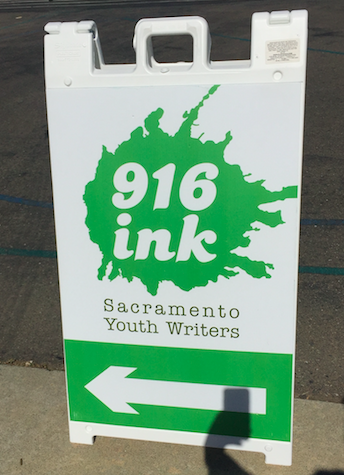 916
ink
Sacramento
Youth Writers